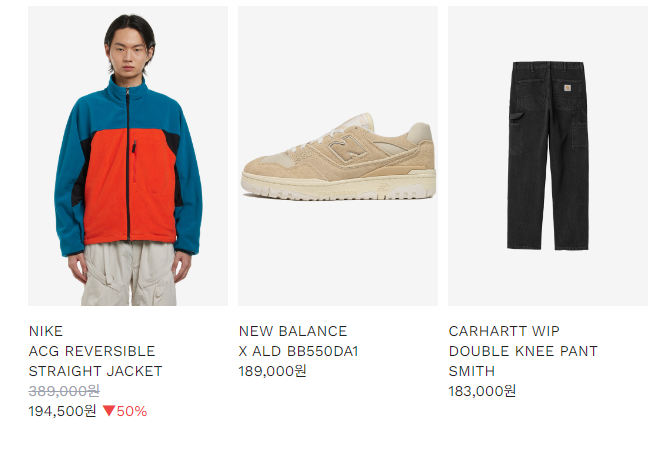 NIKE
ACG REVERSIBLE
STRAIGHT JACKET
389,000원
194,500원 ▼50%
NEW BALANCE
X ALD BB550DA1
189,000원
CARHARTT WIP
DOUBLE KNEE PANT
SMITH
183,000원